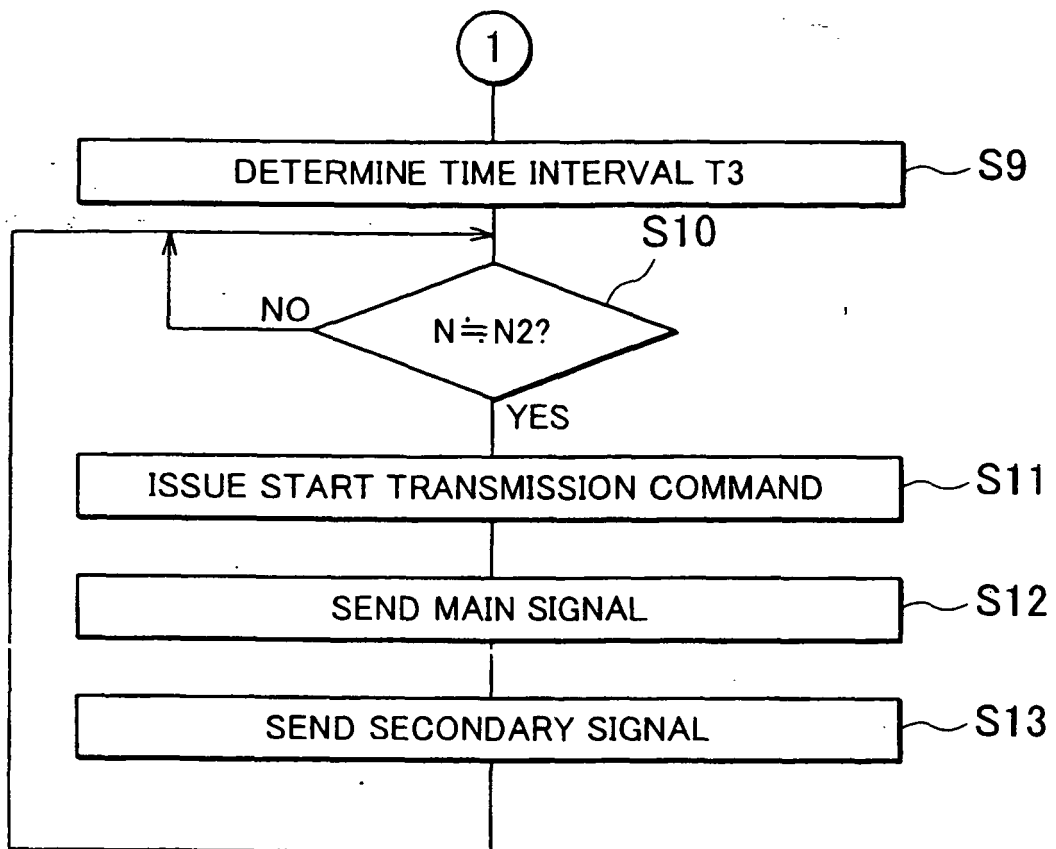 1
DETERMINE TIME INTERVAL T3
S9
S10
NO
N≒N2?
YES
ISSUE START TRANSMISSION COMMAND
S11
SEND MAIN SIGNAL
S12
SEND SECONDARY SIGNAL
S13